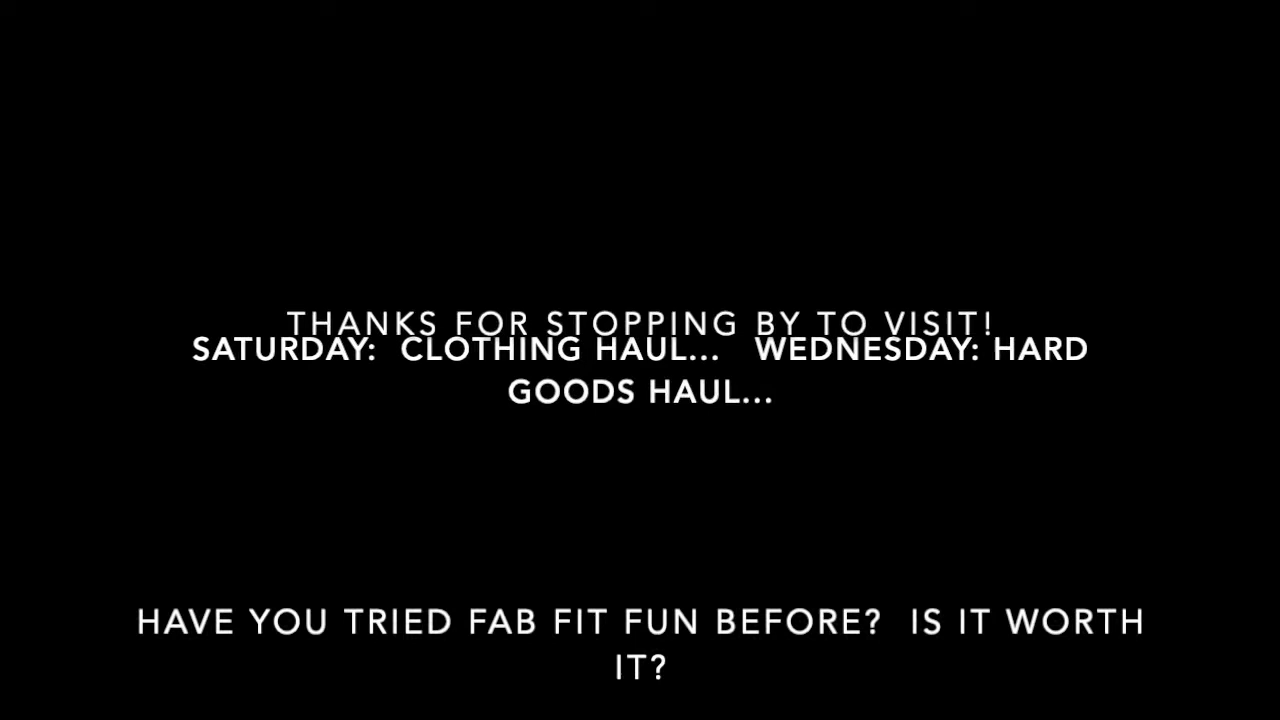 THANKS FOR STOPPING BY TO VISIT!
SATURDAY:  CLOTHING HAUL...   WEDNESDAY: HARD
GOODS HAUL...
HAVE YOU TRIED FAB FIT FUN BEFORE?  IS IT WORTH
IT?